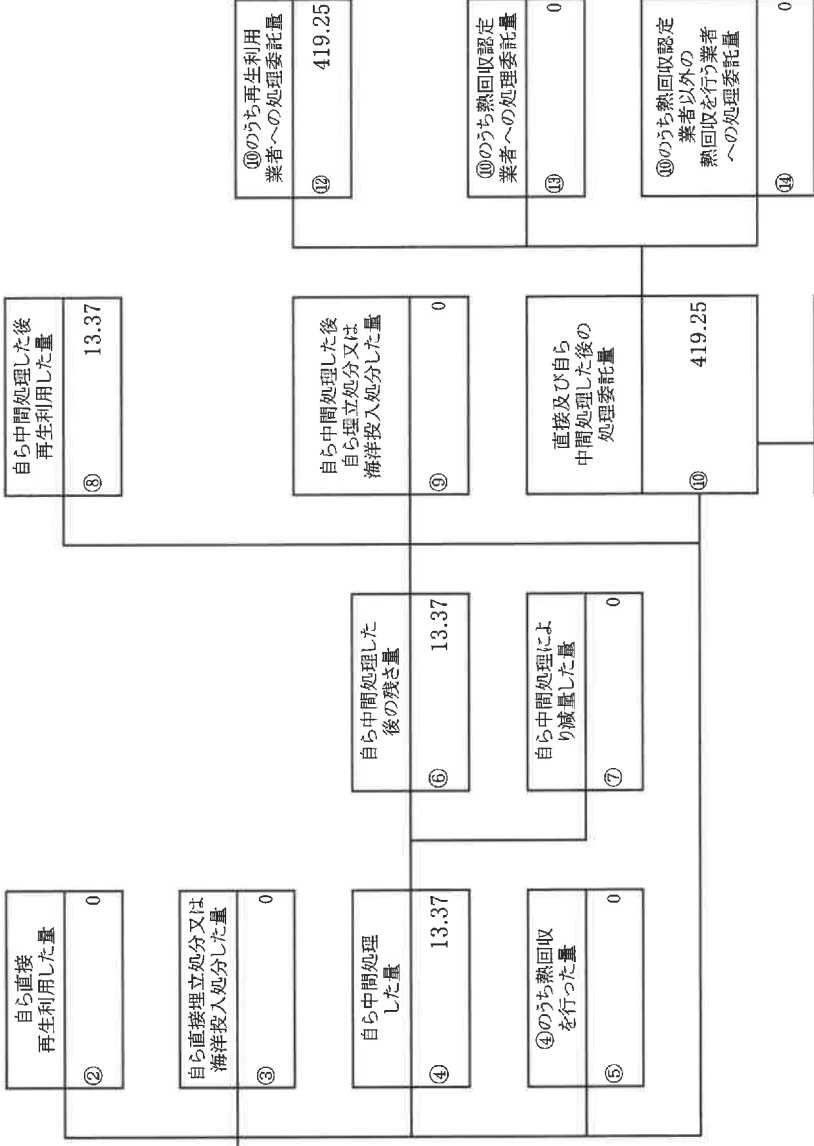 自ら直接
再生利用した量
② 0
自ら直接埋立処分又は
海洋投入処分した量
③ 0
自ら中間処理
した量
④ 13.37
④のうち熱回収
を行った量
⑤ 0
自ら中間処理した
後の残さ量
⑥ 13.37
自ら中間処理によ
り減量した量
⑦ 0
自ら中間処理した後
再生利用した量
⑧ 13.37
自ら中間処理した後
自ら埋立処分又は
海洋投入処分した量
⑨ 0
直接及び自ら
中間処理した後の
処理委託量
⑩ 419.25
⑩のうち再生利用
業者への処理委託量
⑫ 419.25
⑩のうち熱回収認定
業者への処理委託量
⑬ 0
⑩のうち熱回収認定
業者以外の
熱回収を行う業者
への処理委託量
⑭ 0